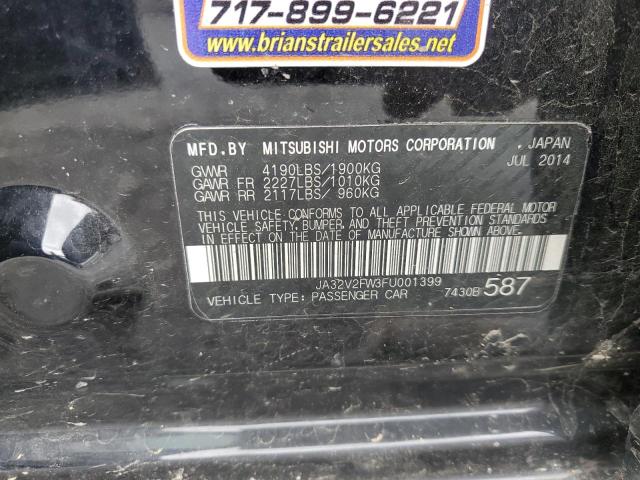 717-899-6221
www.brianstrailersales.net
MFD.BY MITSUBISHI MOTORS CORPORATION , JAPAN
JUL 2014
GVWR 4190LBS/1900KG
GAWR FR 2227LBS/1010KG
GAWR RR 2117LBS/ 960KG
THIS VEHICLE CONFORMS TO ALL APPLICABLE FEDERAL MOTOR
VEHICLE SAFETY, BUMPER, AND THEFT PREVENTION STANDARDS
IN EFFECT ON THE DATE OF MANUFACTURE SHOWN ABOVE.
JA32V2FW3FU001399
VEHICLE TYPE: PASSENGER CAR 7430B 587